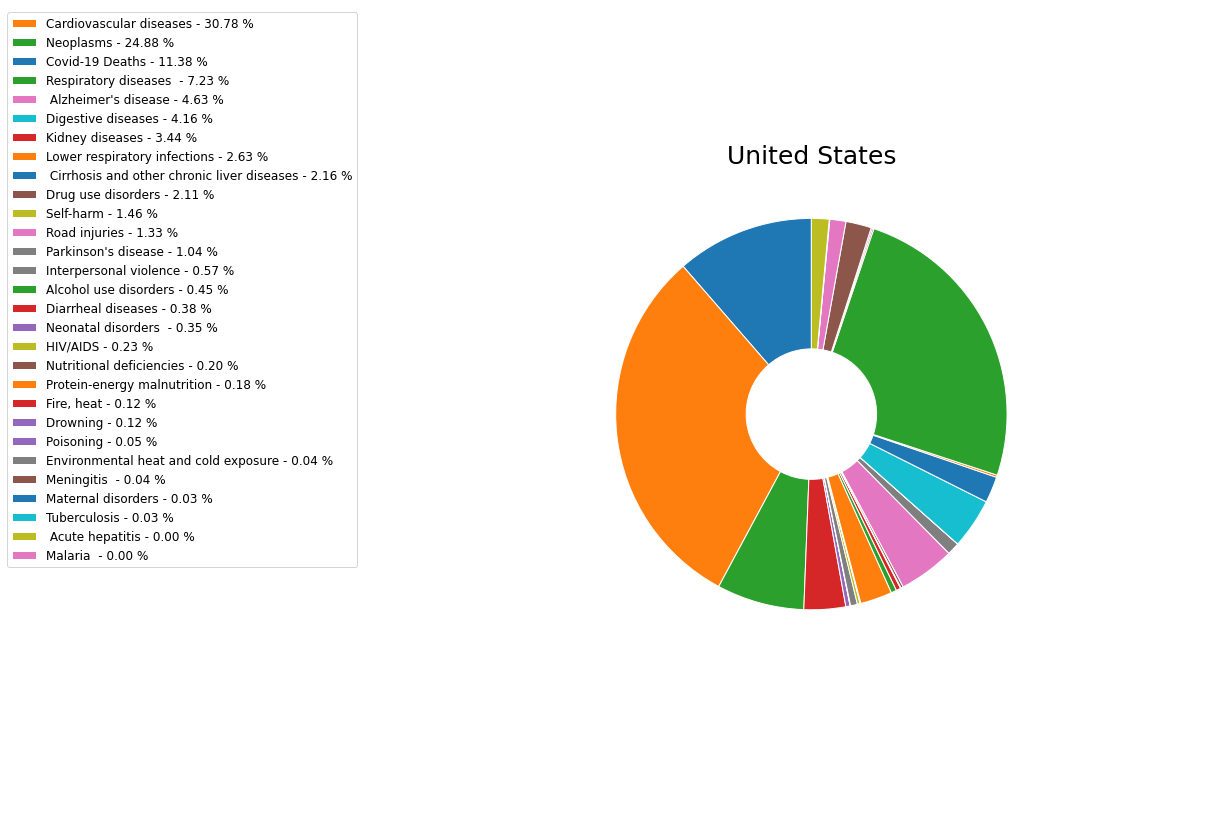 Cardiovascular diseases - 30.78 %
Neoplasms - 24.88 %
Covid-19 Deaths - 11.38 %
Respiratory diseases  - 7.23 %
Alzheimer's disease - 4.63 %
Digestive diseases - 4.16 %
Kidney diseases - 3.44 %
Lower respiratory infections - 2.63 %
Cirrhosis and other chronic liver diseases - 2.16 %
Drug use disorders - 2.11 %
Self-harm - 1.46 %
Road injuries - 1.33 %
Parkinson's disease - 1.04 %
Interpersonal violence - 0.57 %
Alcohol use disorders - 0.45 %
Diarrheal diseases - 0.38 %
Neonatal disorders  - 0.35 %
HIV/AIDS - 0.23 %
Nutritional deficiencies - 0.20 %
Protein-energy malnutrition - 0.18 %
Fire, heat - 0.12 %
Drowning - 0.12 %
Poisoning - 0.05 %
Environmental heat and cold exposure - 0.04 %
Meningitis  - 0.04 %
Maternal disorders - 0.03 %
Tuberculosis - 0.03 %
Acute hepatitis - 0.00 %
Malaria  - 0.00 %
United States